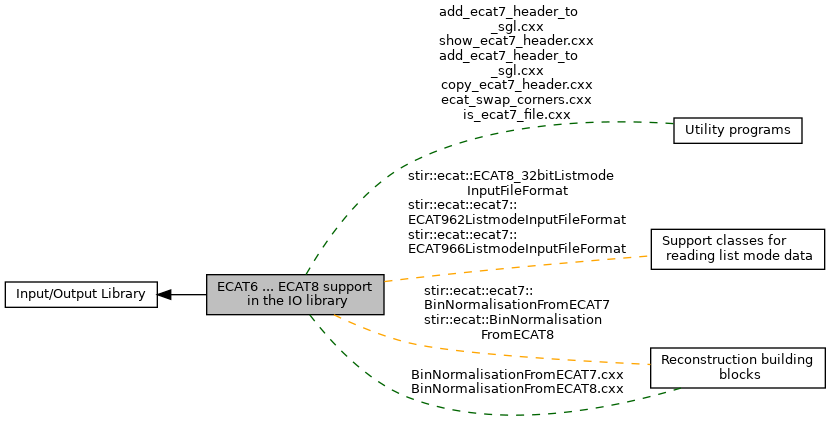 add_ecat7_header_to
_sgl.cxx
show_ecat7_header.cxx
add_ecat7_header_to
_sgl.cxx
copy_ecat7_header.cxx
ecat_swap_corners.cxx
is_ecat7_file.cxx
Utility programs
stir::ecat::ECAT8_32bitListmode
InputFileFormat
stir::ecat::ecat7::
ECAT962ListmodeInputFileFormat
stir::ecat::ecat7::
ECAT966ListmodeInputFileFormat
Support classes for
reading list mode data
ECAT6 ... ECAT8 support
in the IO library
Input/Output Library
stir::ecat::ecat7::
BinNormalisationFromECAT7
stir::ecat::BinNormalisation
FromECAT8
Reconstruction building
blocks
BinNormalisationFromECAT7.cxx
BinNormalisationFromECAT8.cxx